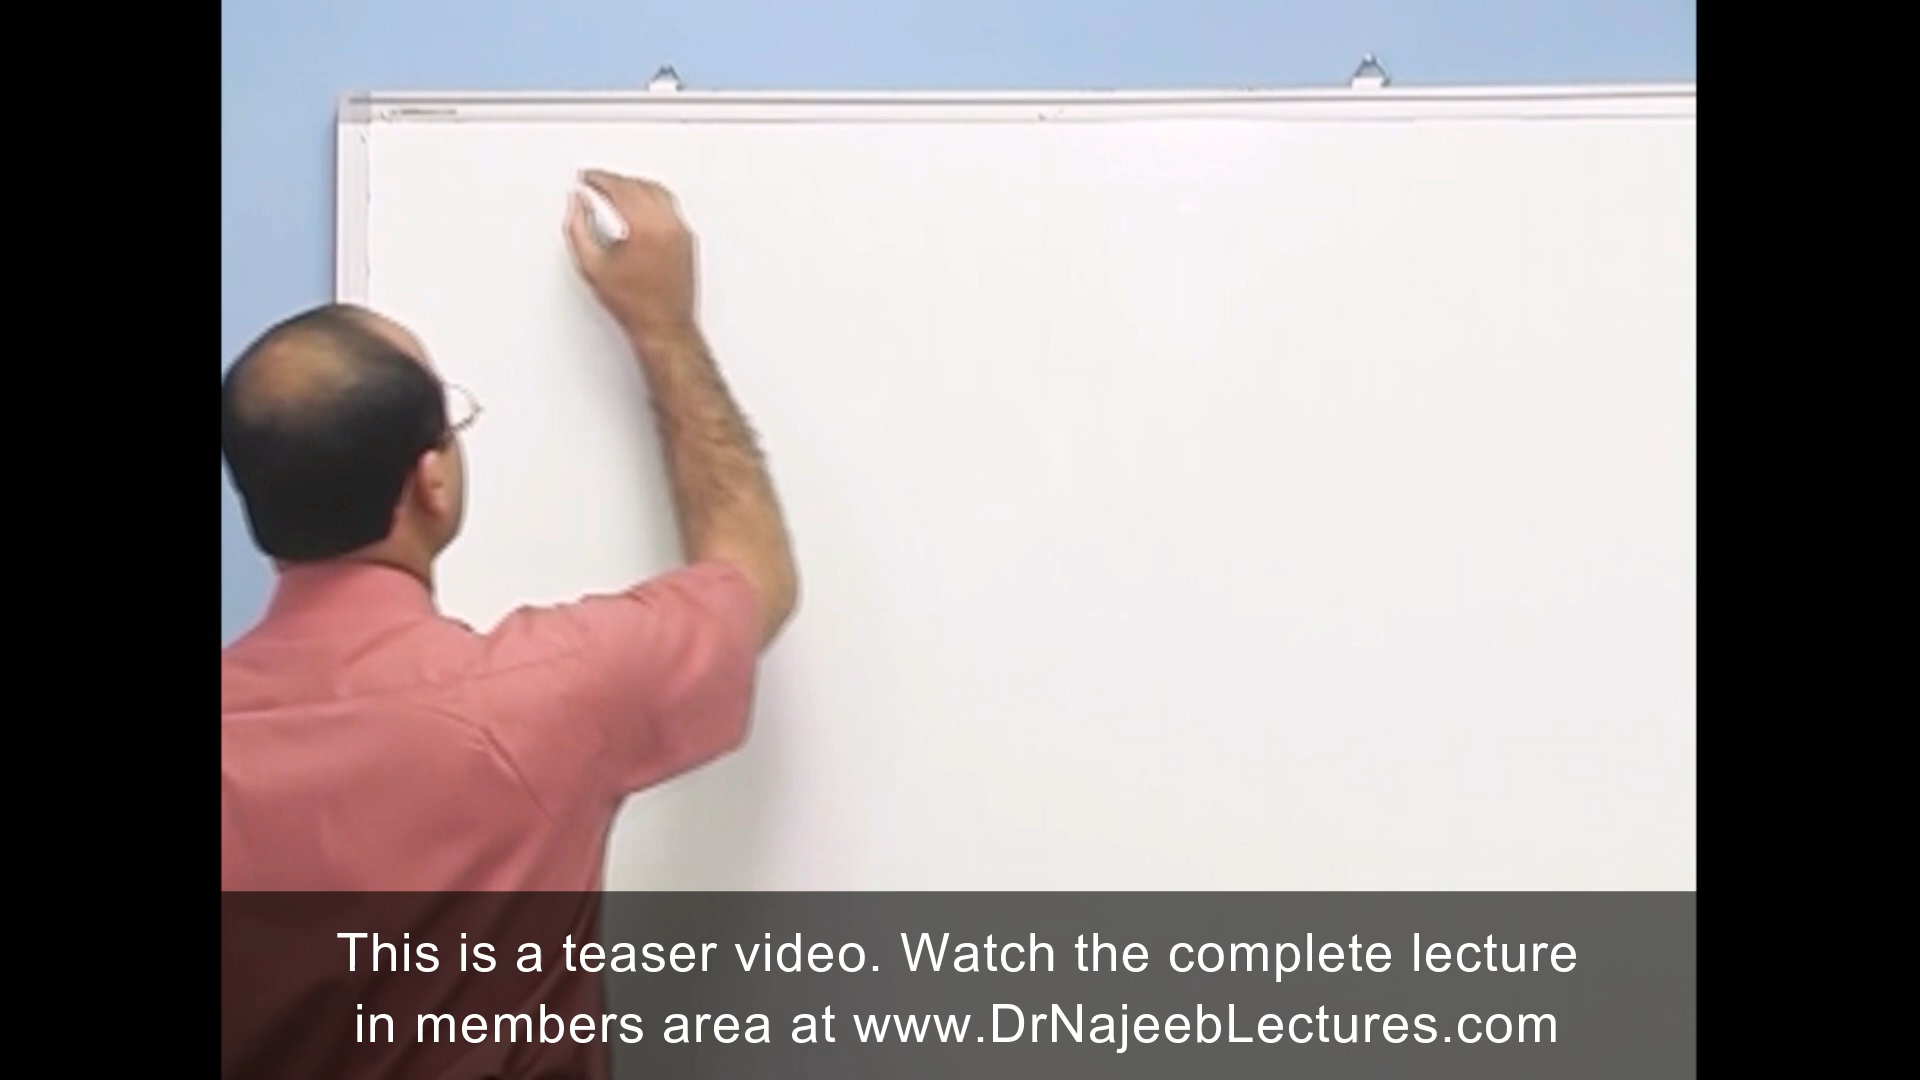 This is a teaser video. Watch the complete lecture
in members area at www.DrNajeebLectures.com